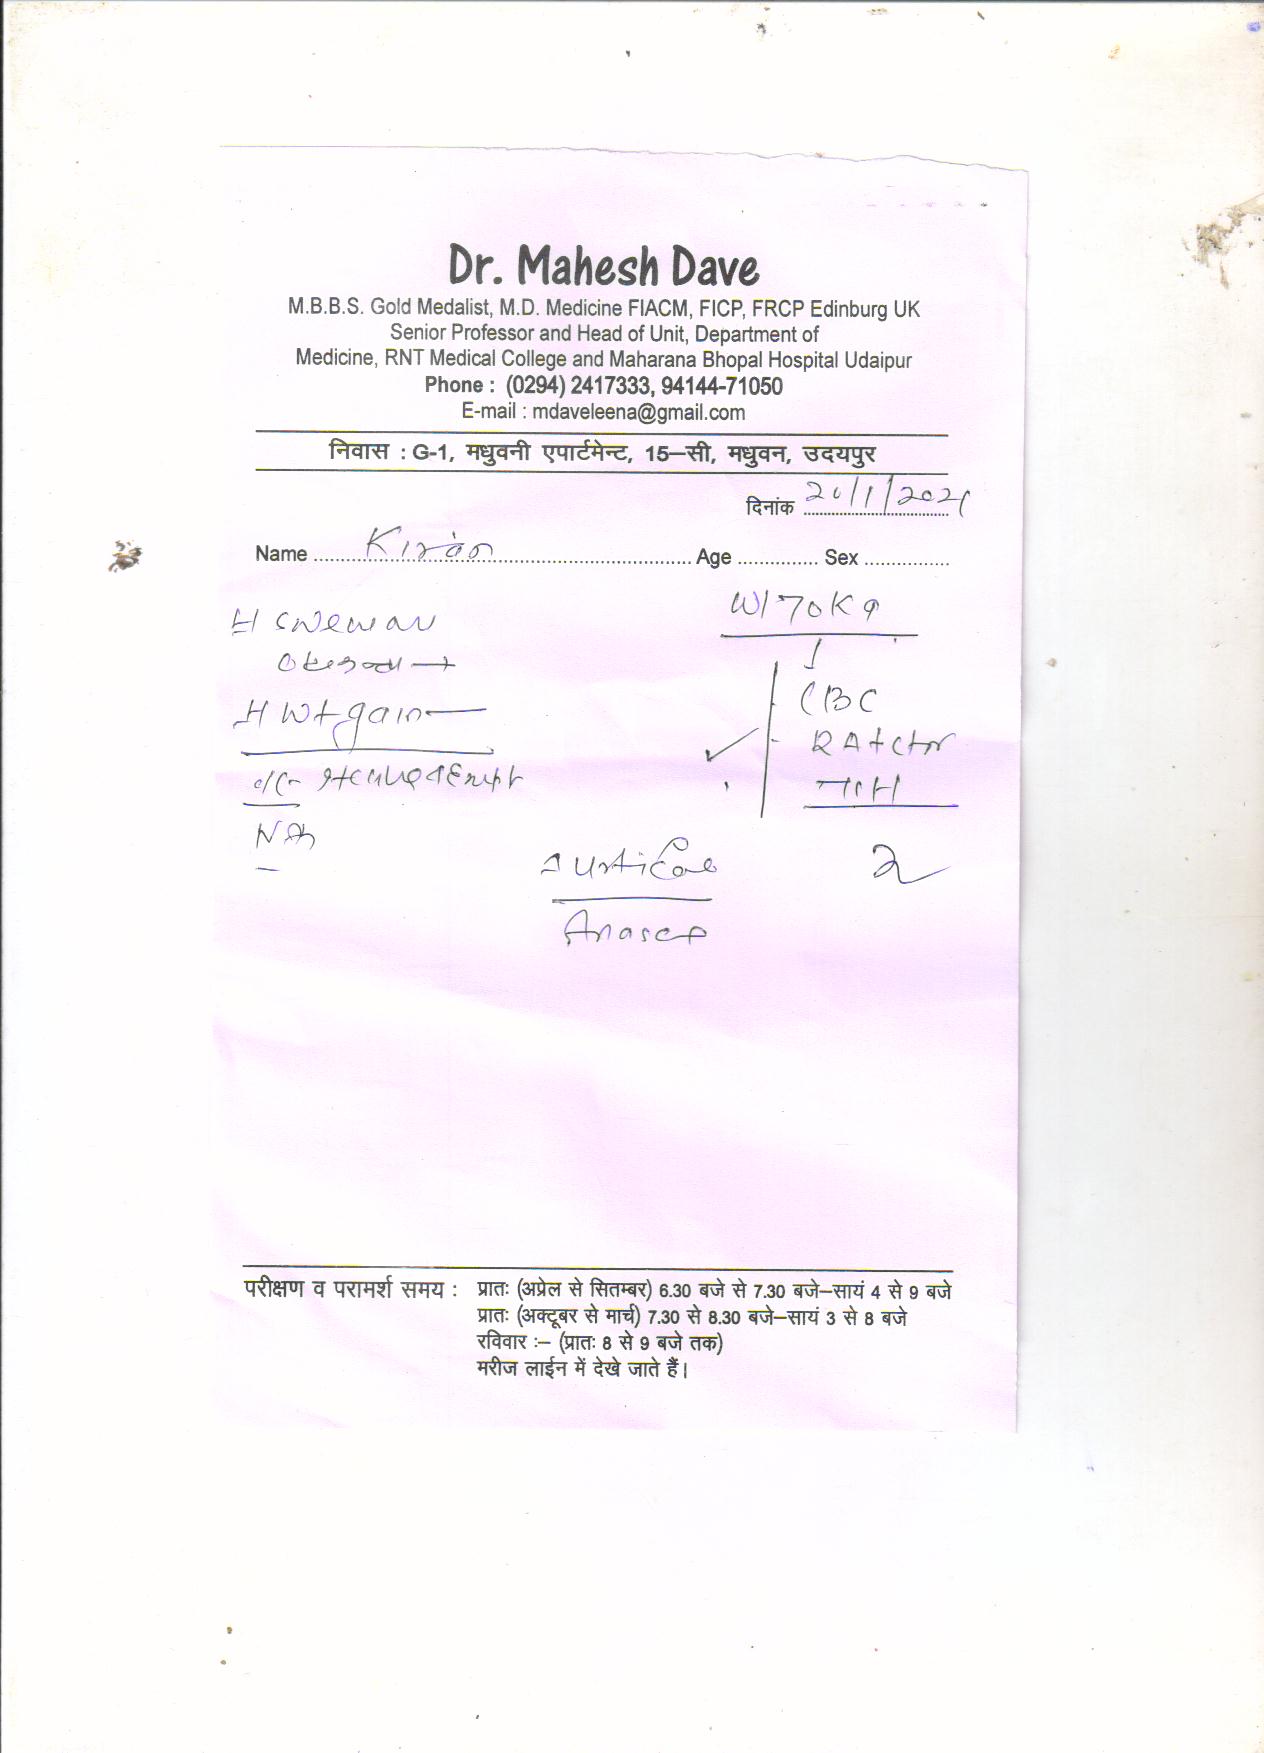 Dr. Mahesh Dave
M.B.B.S. Gold Medalist, M.D. Medicine FIACM, FICP, FRCP Edinburg UK
Senior Professor and Head of Unit, Department of
Medicine, RNT Medical College and Maharana Bhopal Hospital Udaipur
Phone : (0294) 2417333, 94144-71050
E-mail : mdaveleena@gmail.com
निवास : G-1, मधुवनी एपार्टमेन्ट, 15–सी, मधुवन, उदयपुर
दिनांक 20/1/2021
Name Kiran Age Sex
Wt 70 Kg
H
H Wt gain
CBC
RA Factor
TSH
परीक्षण व परामर्श समय : प्रातः (अप्रेल से सितम्बर) 6.30 बजे से 7.30 बजे–सायं 4 से 9 बजे
प्रातः (अक्टूबर से मार्च) 7.30 से 8.30 बजे–सायं 3 से 8 बजे
रविवार :– (प्रातः 8 से 9 बजे तक)
मरीज लाईन में देखे जाते हैं।